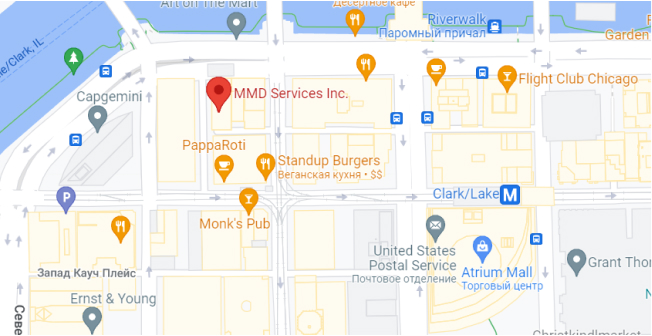 Art On The Mart
Десертное кафе
Riverwalk
Паромный причал
Garden
ne/Clark, IL
Flight Club Chicago
Capgemini
MMD Services Inc.
PappaRoti
Standup Burgers
Веганская кухня • $$
P
Clark/Lake M
Monk's Pub
United States
Postal Service
Почтовое отделение
Atrium Mall
Торговый центр
Grant Thor
Запад Кауч Плейс
Ernst & Young
Севе
Christkindlmarket